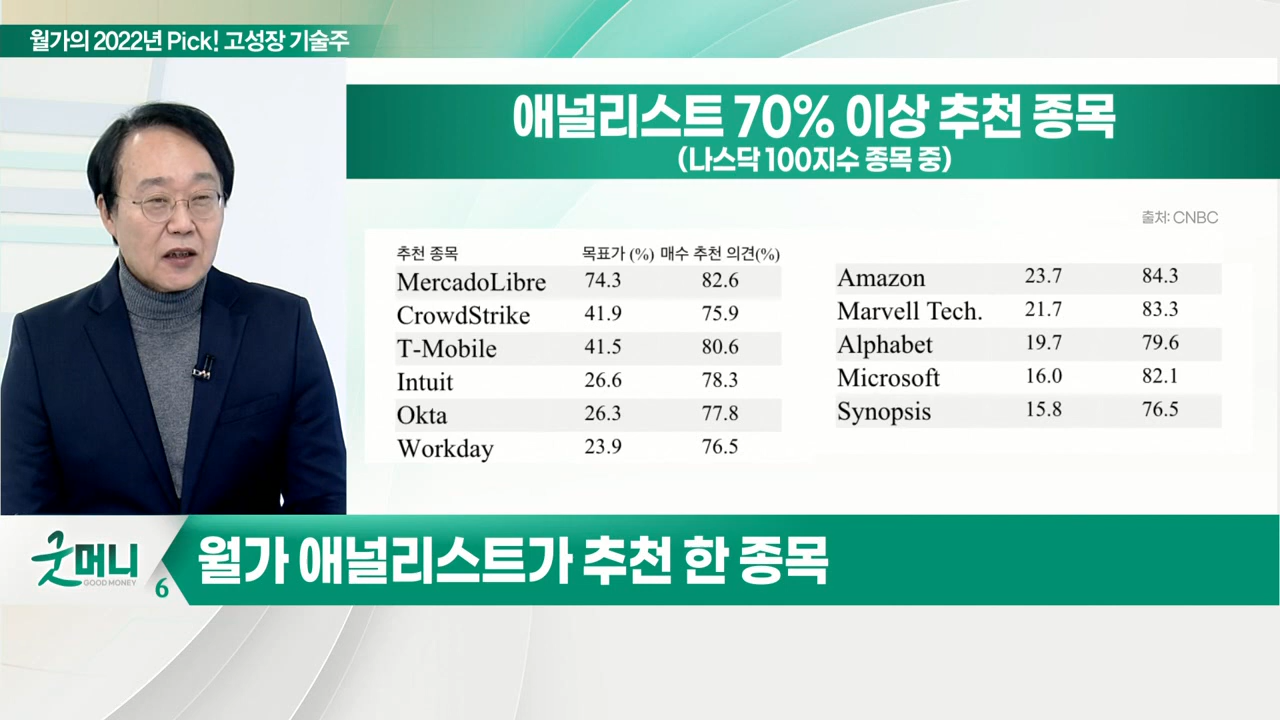 월가의 2022년 Pick! 고성장 기술주
애널리스트 70% 이상 추천 종목
(나스닥 100지수 종목 중)
출처: CNBC
추천 종목 목표가 (%) 매수 추천 의견(%)
MercadoLibre 74.3 82.6
CrowdStrike 41.9 75.9
T-Mobile 41.5 80.6
Intuit 26.6 78.3
Okta 26.3 77.8
Workday 23.9 76.5
Amazon 23.7 84.3
Marvell Tech. 21.7 83.3
Alphabet 19.7 79.6
Microsoft 16.0 82.1
Synopsis 15.8 76.5
굿머니
GOOD MONEY
6
월가 애널리스트가 추천 한 종목